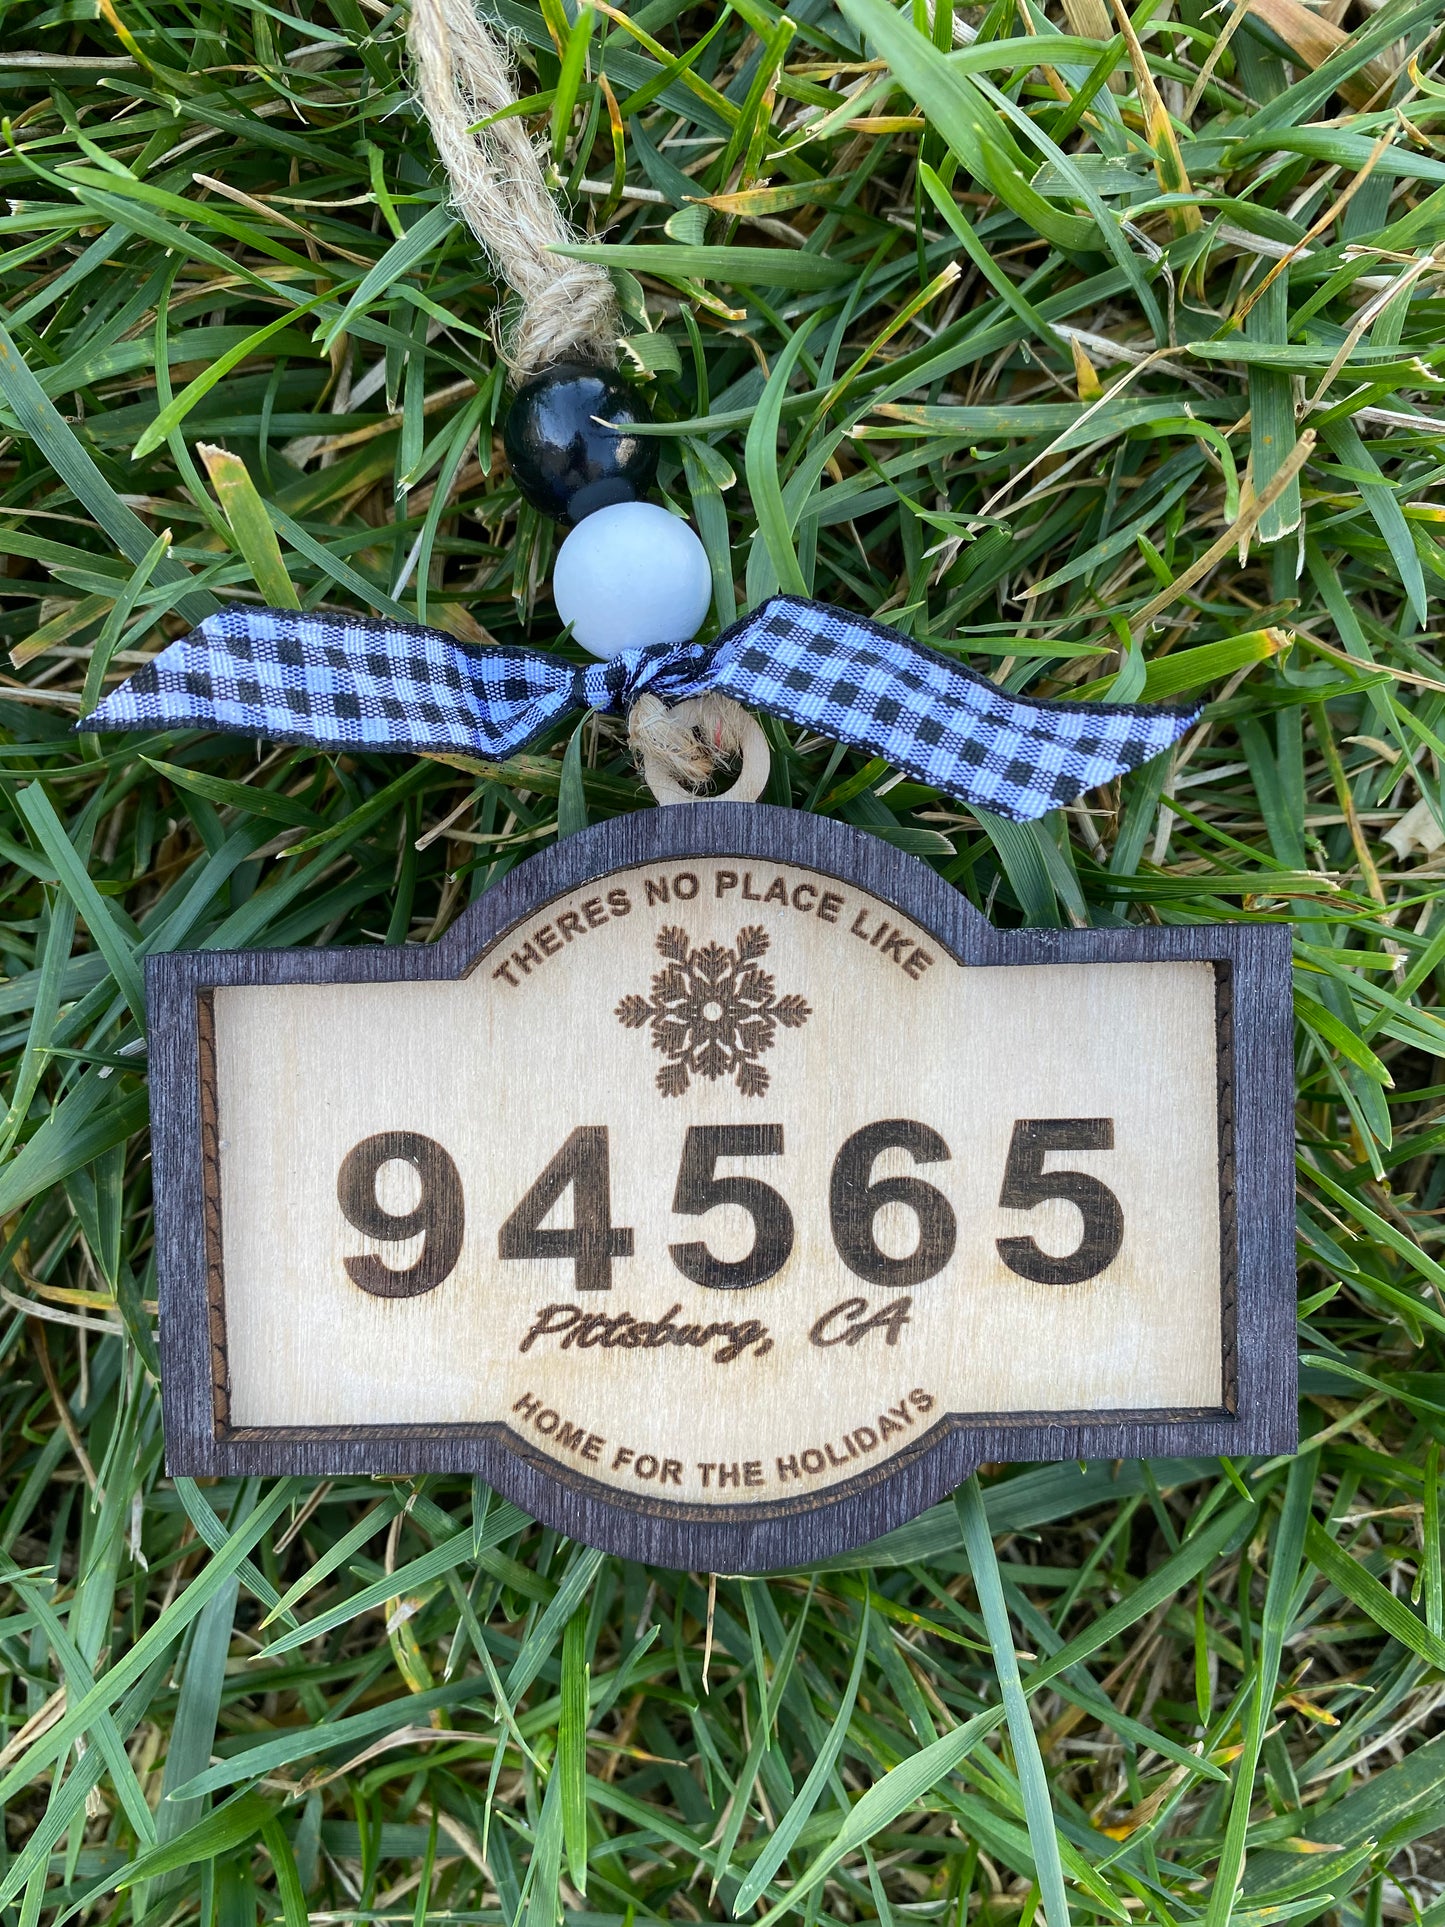 THERES NO PLACE LIKE
94565
Pittsburg, CA
HOME FOR THE HOLIDAYS